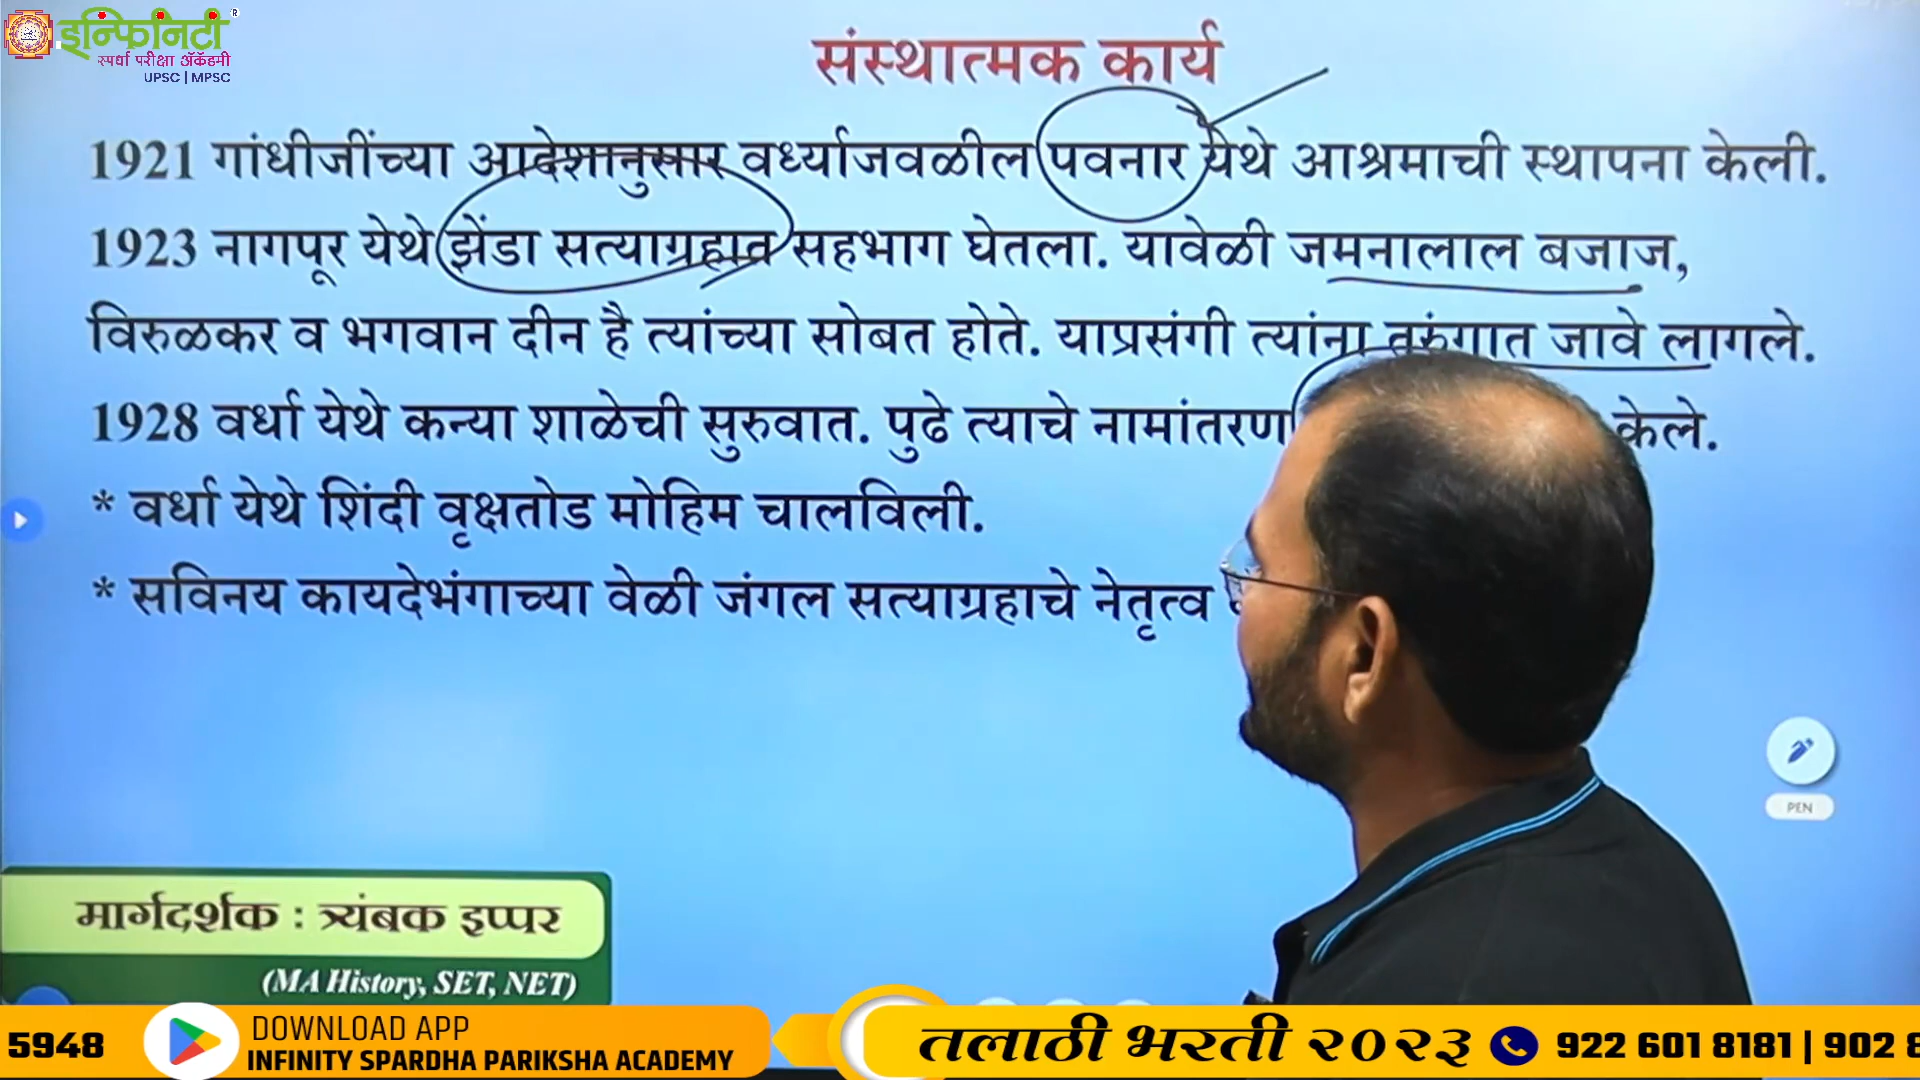 इन्फिनिटी
स्पर्धा परीक्षा ॲकॅडमी
UPSC | MPSC
संस्थात्मक कार्य
1921 गांधीजींच्या आदेशानुसार वर्ध्याजवळील पवनार येथे आश्रमाची स्थापना केली.
1923 नागपूर येथे झेंडा सत्याग्रहात सहभाग घेतला. यावेळी जमनालाल बजाज,
विरुळकर व भगवान दीन है त्यांच्या सोबत होते. याप्रसंगी त्यांना तरुंगात जावे लागले.
1928 वर्धा येथे कन्या शाळेची सुरुवात. पुढे त्याचे नामांतरण केले.
* वर्धा येथे शिंदी वृक्षतोड मोहिम चालविली.
* सविनय कायदेभंगाच्या वेळी जंगल सत्याग्रहाचे नेतृत्व
PEN
मार्गदर्शक : त्र्यंबक इप्पर
(MA History, SET, NET)
5948
DOWNLOAD APP
INFINITY SPARDHA PARIKSHA ACADEMY
तलाठी भरती २०२३
922 601 8181 | 902 8